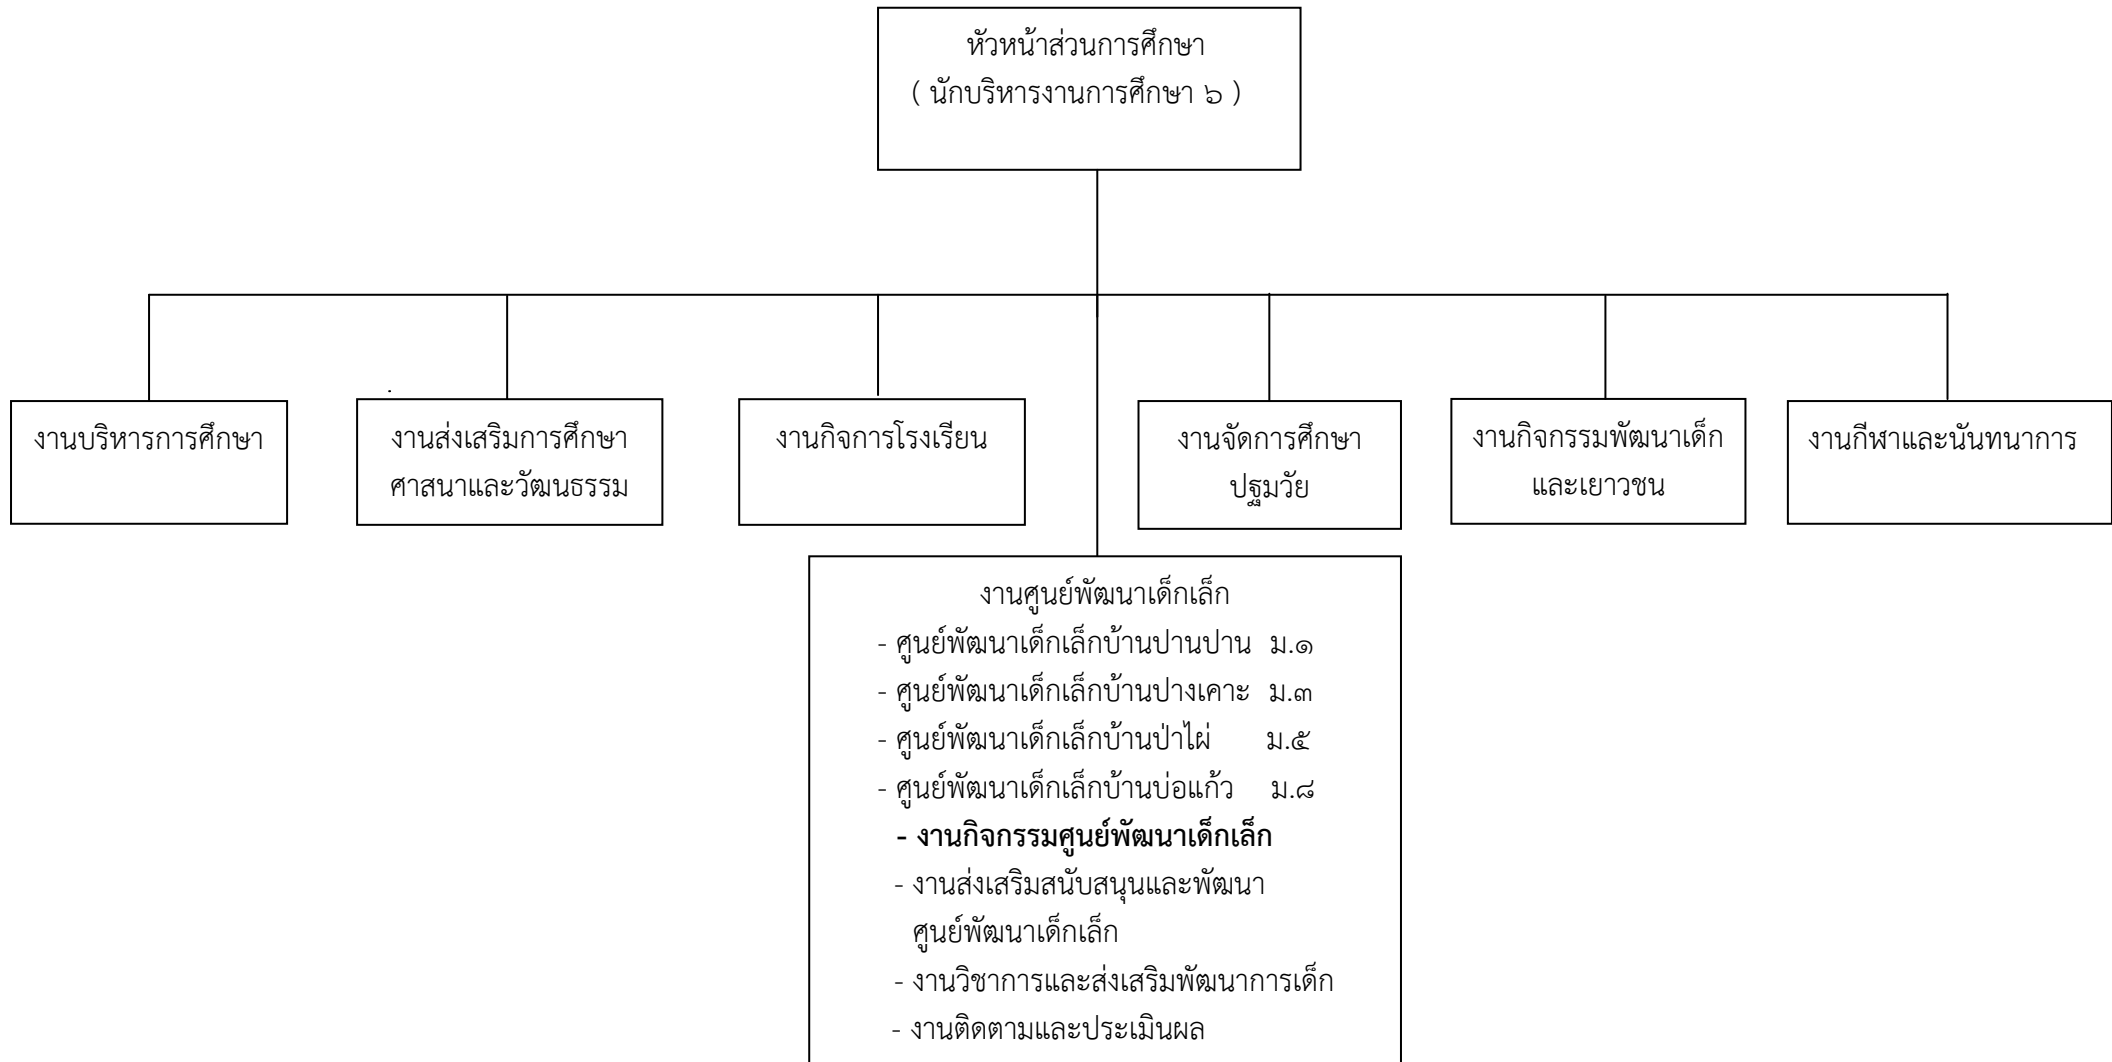 หัวหน้าส่วนการศึกษา
( นักบริหารงานการศึกษา ๖ )
งานบริหารการศึกษา
งานส่งเสริมการศึกษา
ศาสนาและวัฒนธรรม
งานกิจการโรงเรียน
งานจัดการศึกษา
ปฐมวัย
งานกิจกรรมพัฒนาเด็ก
และเยาวชน
งานกีฬาและนันทนาการ
งานศูนย์พัฒนาเด็กเล็ก
- ศูนย์พัฒนาเด็กเล็กบ้านปานปาน ม.๑
- ศูนย์พัฒนาเด็กเล็กบ้านปางเคาะ ม.๓
- ศูนย์พัฒนาเด็กเล็กบ้านป่าไผ่ ม.๕
- ศูนย์พัฒนาเด็กเล็กบ้านบ่อแก้ว ม.๘
- งานกิจกรรมศูนย์พัฒนาเด็กเล็ก
- งานส่งเสริมสนับสนุนและพัฒนา
ศูนย์พัฒนาเด็กเล็ก
- งานวิชาการและส่งเสริมพัฒนาการเด็ก
- งานติดตามและประเมินผล